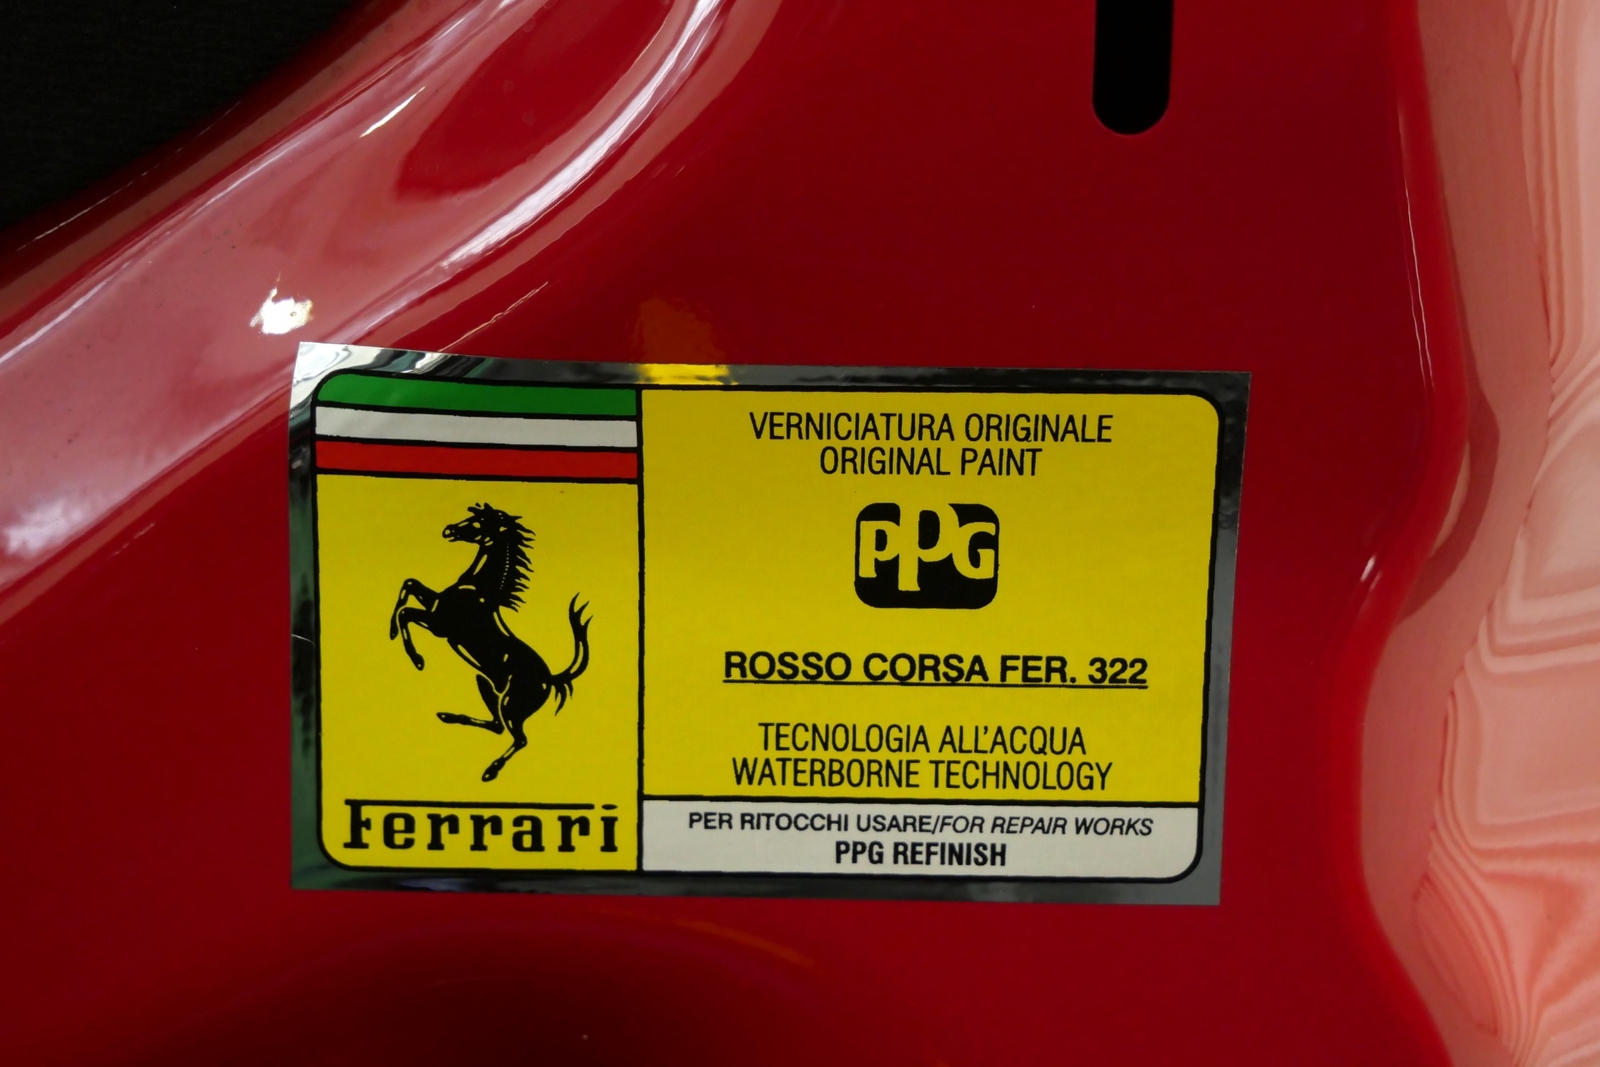 VERNICIATURA ORIGINALE
ORIGINAL PAINT
PPG
ROSSO CORSA FER. 322
TECNOLOGIA ALL'ACQUA
WATERBORNE TECHNOLOGY
PER RITOCCHI USARE/FOR REPAIR WORKS
PPG REFINISH
Ferrari